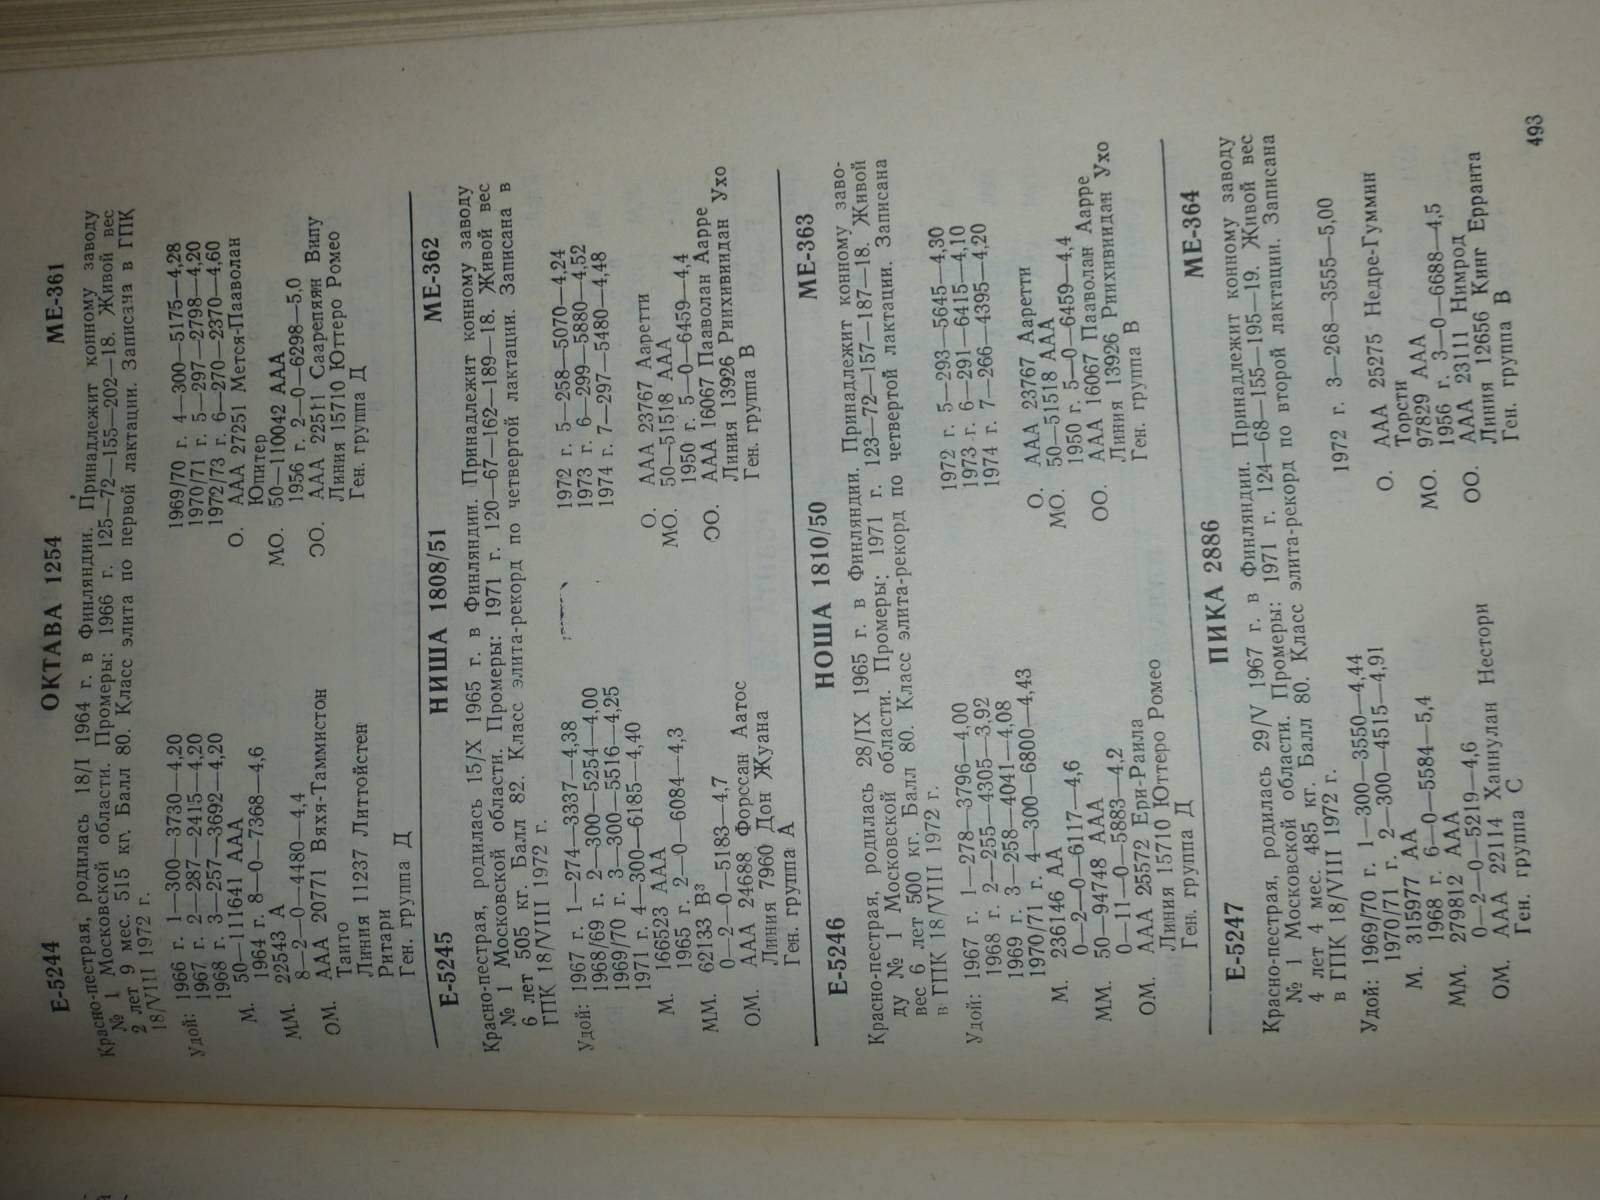 Е-5244 ОКТАВА 1254 МЕ-361
Красно-пестрая, родилась 18/I 1964 г. в Финляндии. Принадлежит конному заводу
№ 1 Московской области. Промеры: 1966 г. 125—72—155—202—18. Живой вес
2 лет 9 мес. 515 кг. Балл 80. Класс элита по первой лактации. Записана в ГПК
18/VIII 1972 г.
Удой: 1966 г. 1—300—3730—4,20
1967 г. 2—287—2415—4,20
1968 г. 3—257—3692—4,20
1969/70 г. 4—300—5175—4,28
1970/71 г. 5—297—2798—4,20
1972/73 г. 6—270—2370—4,60
М. 50—111641 ААА
1964 г. 8—0—7368—4,6
ММ. 22543 А
8—2—0—4480—4,4
ОМ. ААА 20771 Вяхя-Таммистон
Таито
Линия 11237 Литтойстен
Ритари
Ген. группа Д
О. ААА 27251 Мется-Пааволан
Юпитер
МО. 50—110042 ААА
1956 г. 2—0—6298—5,0
ОО. ААА 22511 Саарепяян Випу
Линия 15710 Юттеро Ромео
Ген. группа Д
Е-5245 НИША 1808/51 МЕ-362
Красно-пестрая, родилась 15/X 1965 г. в Финляндии. Принадлежит конному заводу
№ 1 Московской области. Промеры: 1971 г. 120—67—162—189—18. Живой вес
6 лет 505 кг. Балл 82. Класс элита-рекорд по четвертой лактации. Записана в
ГПК 18/VIII 1972 г.
Удой: 1967 г. 1—274—3337—4,38
1968/69 г. 2—300—5254—4,00
1969/70 г. 3—300—5516—4,25
1971 г. 4—300—6185—4,40
1972 г. 5—258—5070—4,24
1973 г. 6—299—5880—4,52
1974 г. 7—297—5480—4,48
М. 166523 ААА
1965 г. 2—0—6084—4,3
ММ. 62133 В³
0—2—0—5183—4,7
ОМ. ААА 24688 Форссан Аатос
Линия 7960 Дон Жуана
Ген. группа А
О. ААА 23767 Ааретти
МО. 50—51518 ААА
1950 г. 5—0—6459—4,4
ОО. ААА 16067 Пааволан Аарре
Линия 13926 Риихивиидан Ухо
Ген. группа В
Е-5246 НОША 1810/50 МЕ-363
Красно-пестрая, родилась 28/IX 1965 г. в Финляндии. Принадлежит конному заво-
ду № 1 Московской области. Промеры: 1971 г. 123—72—157—187—18. Живой
вес 6 лет 500 кг. Балл 80. Класс элита-рекорд по четвертой лактации. Записана
в ГПК 18/VIII 1972 г.
Удой: 1967 г. 1—278—3796—4,00
1968 г. 2—255—4305—3,92
1969 г. 3—258—4041—4,08
1970/71 г. 4—300—6800—4,43
1972 г. 5—293—5645—4,30
1973 г. 6—291—6415—4,10
1974 г. 7—266—4395—4,20
М. 236146 АА
0—2—0—6117—4,6
ММ. 50—94748 ААА
0—11—0—5883—4,2
ОМ. ААА 25572 Ери-Раила
Линия 15710 Юттеро Ромео
Ген. группа Д
О. ААА 23767 Ааретти
МО. 50—51518 ААА
1950 г. 5—0—6459—4,4
ОО. ААА 16067 Пааволан Аарре
Линия 13926 Риихивиидан Ухо
Ген. группа В
Е-5247 ПИКА 2886 МЕ-364
Красно-пестрая, родилась 29/V 1967 г. в Финляндии. Принадлежит конному заводу
№ 1 Московской области. Промеры: 1971 г. 124—68—155—195—19. Живой вес
4 лет 4 мес. 485 кг. Балл 80. Класс элита-рекорд по второй лактации. Записана
в ГПК 18/VIII 1972 г.
Удой: 1969/70 г. 1—300—3550—4,44
1970/71 г. 2—300—4515—4,91
1972 г. 3—268—3555—5,00
М. 315977 АА
1968 г. 6—0—5584—5,4
ММ. 279812 ААА
0—2—0—5219—4,6
ОМ. ААА 22114 Ханнулан Нестори
Ген. группа С
О. ААА 25275 Недре-Гуммин
Торсти
МО. 97829 ААА
1956 г. 3—0—6688—4,5
ОО. ААА 23111 Нимрод
Линия 12656 Кинг Ерранта
Ген. группа В
493